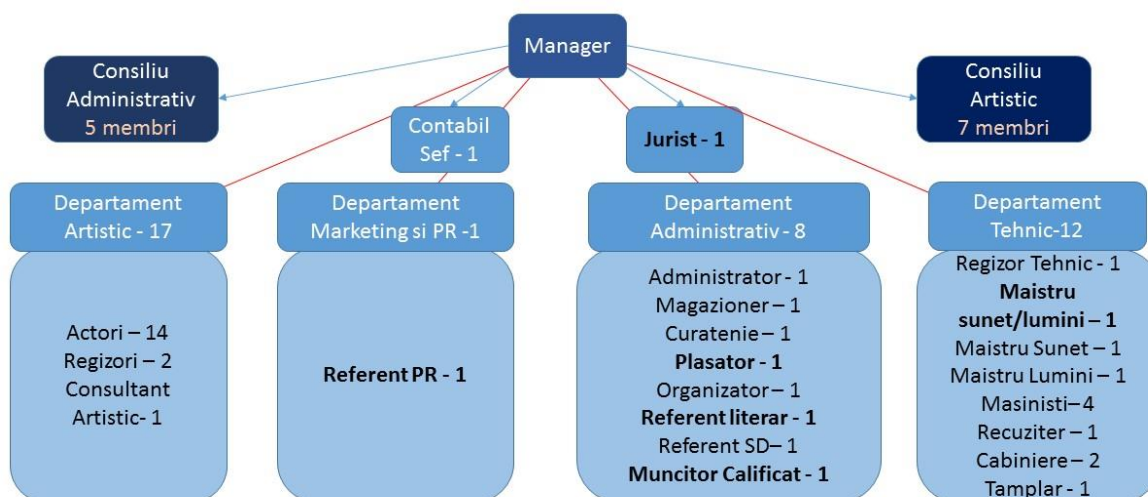 Manager
Consiliu
Administrativ
5 membri
Consiliu
Artistic
7 membri
Contabil
Sef - 1
Jurist - 1
Departament
Artistic - 17
Departament
Marketing si PR -1
Departament
Administrativ - 8
Departament
Tehnic-12
Actori – 14
Regizori – 2
Consultant
Artistic- 1
Referent PR - 1
Administrator - 1
Magazioner – 1
Curatenie – 1
Plasator - 1
Organizator – 1
Referent literar - 1
Referent SD– 1
Muncitor Calificat - 1
Regizor Tehnic - 1
Maistru
sunet/lumini – 1
Maistru Sunet – 1
Maistru Lumini – 1
Masinisti– 4
Recuziter – 1
Cabiniere – 2
Tamplar - 1